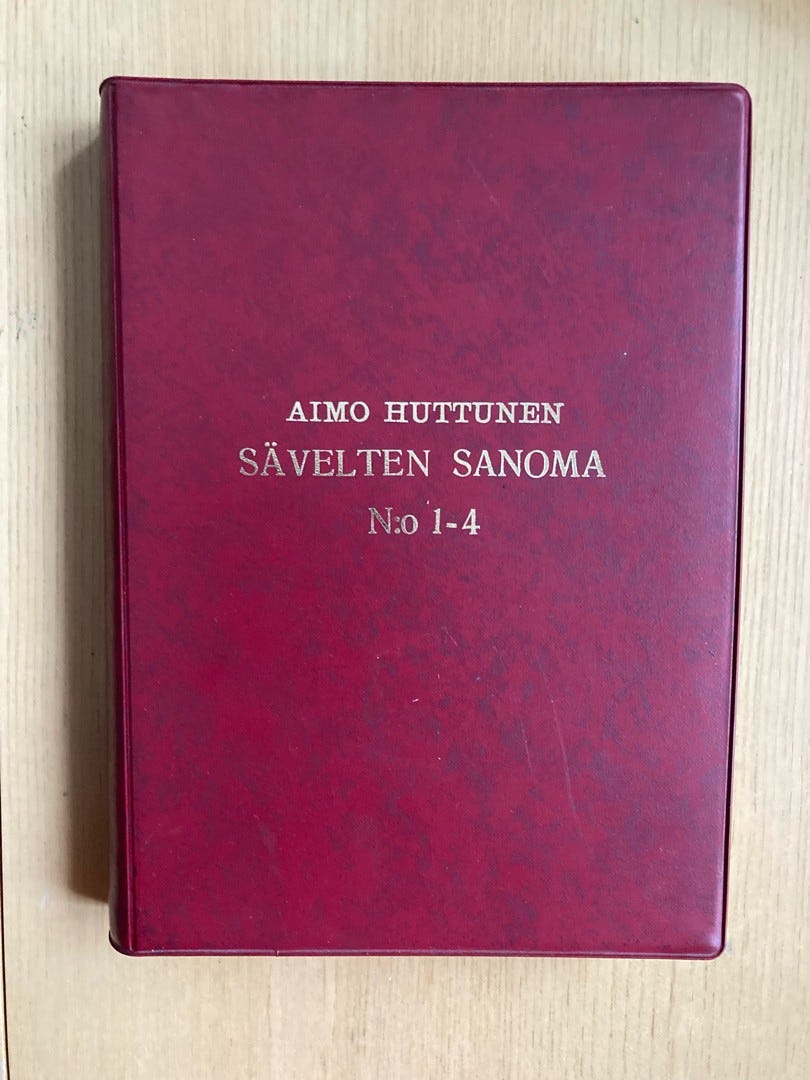 AIMO HUTTUNEN
SÄVELTEN SANOMA
N:o 1-4